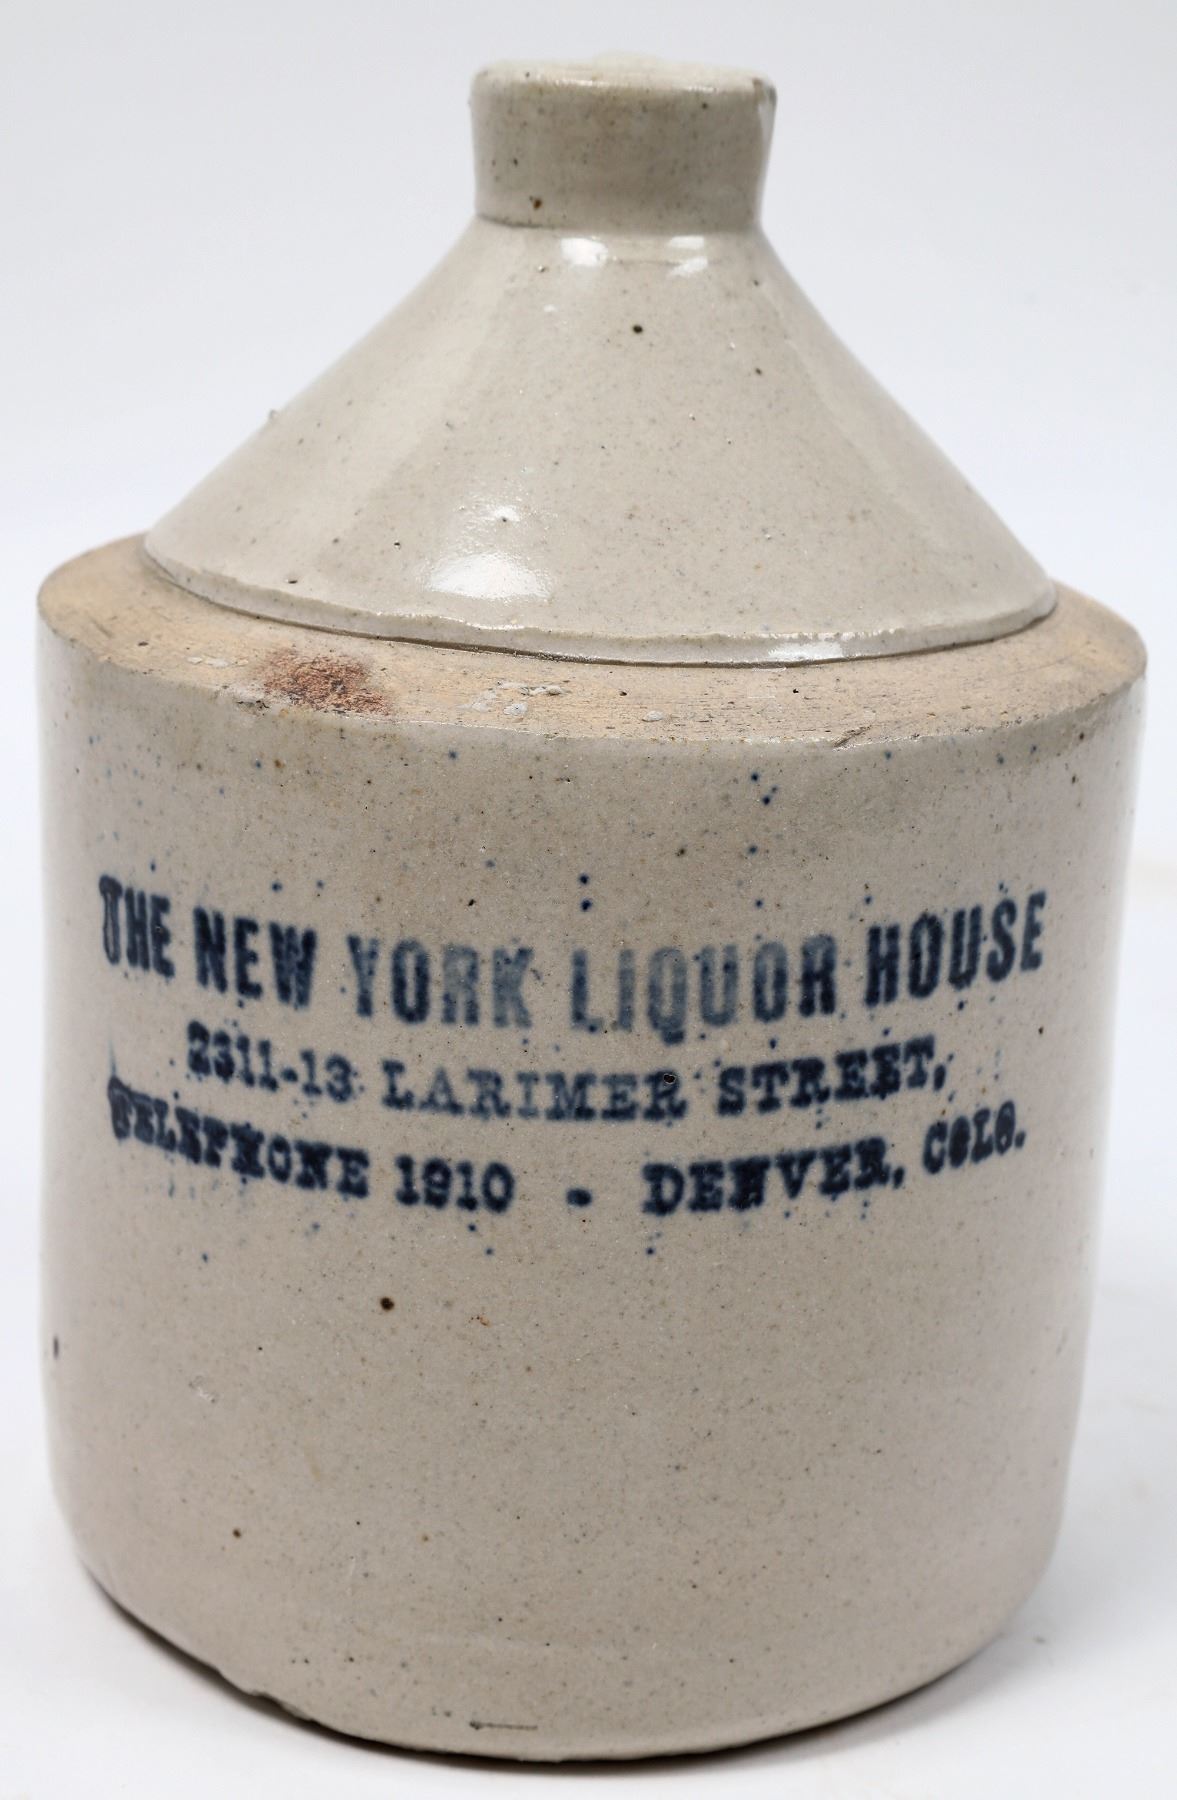 THE NEW YORK LIQUOR HOUSE
2311-13 LARIMER STREET,
TELEPHONE 1910 - DENVER, COLO.